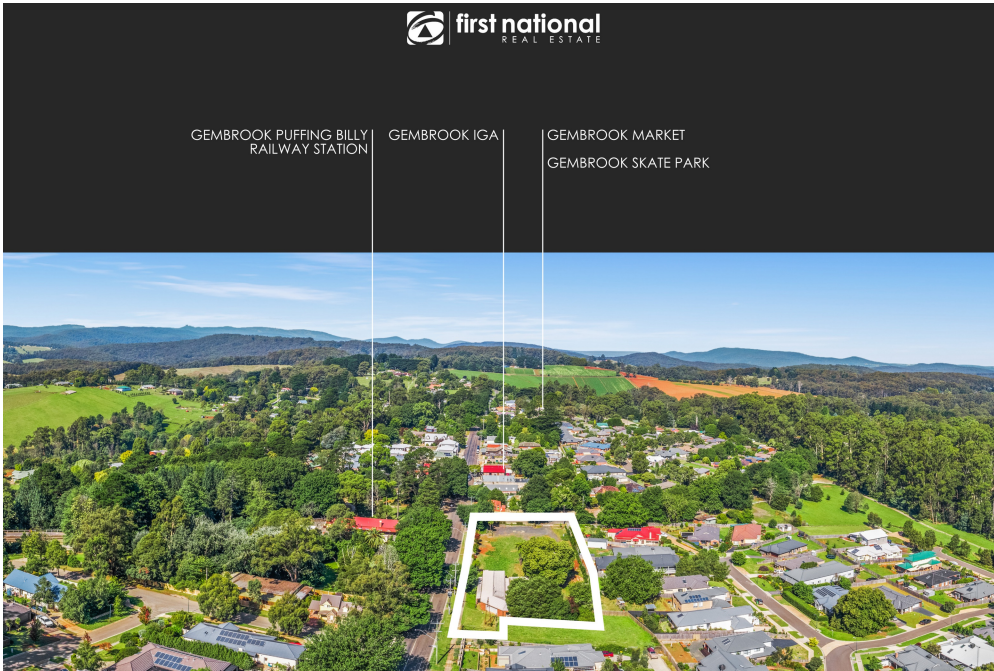 first national
REAL ESTATE
GEMBROOK PUFFING BILLY
RAILWAY STATION
GEMBROOK IGA
GEMBROOK MARKET
GEMBROOK SKATE PARK